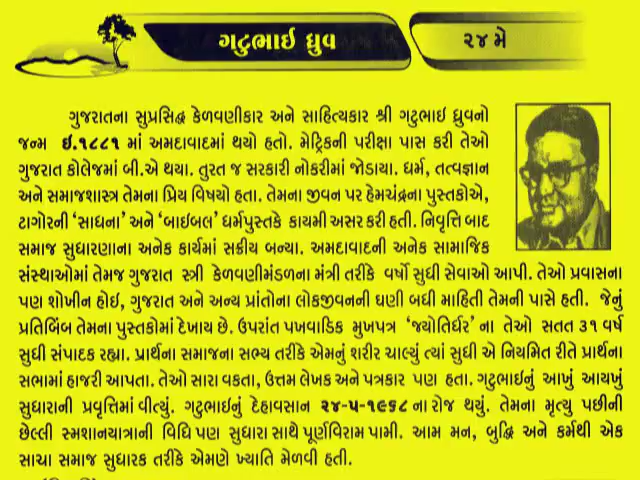 ગટુભાઇ ધ્રુવ
૨૪ મે
ગુજરાતના સુપ્રસિદ્ધ કેળવણીકાર અને સાહિત્યકાર શ્રી ગટુભાઇ ધ્રુવનો
જન્મ ઇ.૧૮૮૧ માં અમદાવાદમાં થયો હતો. મેટ્રિકની પરીક્ષા પાસ કરી તેઓ
ગુજરાત કોલેજમાં બી.એ થયા. તુરત જ સરકારી નોકરીમાં જોડાયા. ધર્મ, તત્વજ્ઞાન
અને સમાજશાસ્ત્ર તેમના પ્રિય વિષયો હતા. તેમના જીવન પર હેમચંદ્રના પુસ્તકોએ,
ટાગોરની ‘સાધના’ અને ‘બાઇબલ’ ધર્મપુસ્તકે કાયમી અસર કરી હતી. નિવૃત્તિ બાદ
સમાજ સુધારણાના અનેક કાર્યમાં સક્રીય બન્યા. અમદાવાદની અનેક સામાજિક
સંસ્થાઓમાં તેમજ ગુજરાત સ્ત્રી કેળવણીમંડળના મંત્રી તરીકે વર્ષો સુધી સેવાઓ આપી. તેઓ પ્રવાસના
પણ શોખીન હોઇ, ગુજરાત અને અન્ય પ્રાંતોના લોકજીવનની ઘણી બધી માહિતી તેમની પાસે હતી. જેનું
પ્રતિબિંબ તેમના પુસ્તકોમાં દેખાય છે. ઉપરાંત પખવાડિક મુખપત્ર ‘જ્યોતિર્ધર’ ના તેઓ સતત ૩૧ વર્ષ
સુધી સંપાદક રહ્યા. પ્રાર્થના સમાજના સભ્ય તરીકે એમનું શરીર ચાલ્યું ત્યાં સુધી એ નિયમિત રીતે પ્રાર્થના
સભામાં હાજરી આપતા. તેઓ સારા વકતા, ઉત્તમ લેખક અને પત્રકાર પણ હતા. ગટુભાઈનું આખું આયખું
સુધારાની પ્રવૃત્તિમાં વીત્યું. ગટુભાઈનું દેહાવસાન ૨૪-૫-૧૯૬૮ ના રોજ થયું. તેમના મૃત્યુ પછીની
છેલ્લી સ્મશાનયાત્રાની વિધિ પણ સુધારા સાથે પૂર્ણવિરામ પામી. આમ મન, બુદ્ધિ અને કર્મથી એક
સાચા સમાજ સુધારક તરીકે એમણે ખ્યાતિ મેળવી હતી.